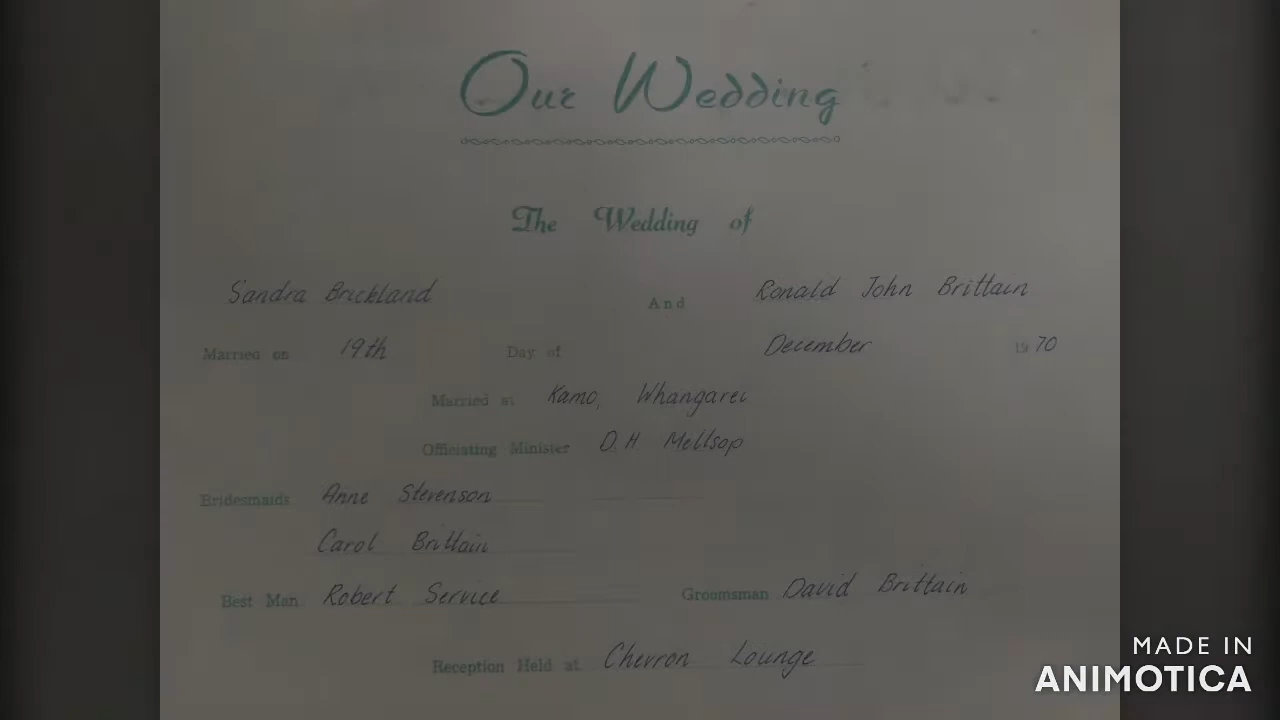 Our Wedding
The Wedding of
Sandra Brickland And Ronald John Brittain
Married on 19th Day of December 1970
Married at Kamo, Whangarei
Officiating Minister D.H Mellsop
Bridesmaids Anne Stevenson
Carol Brittain
Best Man Robert Service Groomsman David Brittain
Reception Held at Chevron Lounge
MADE IN
ANIMOTICA